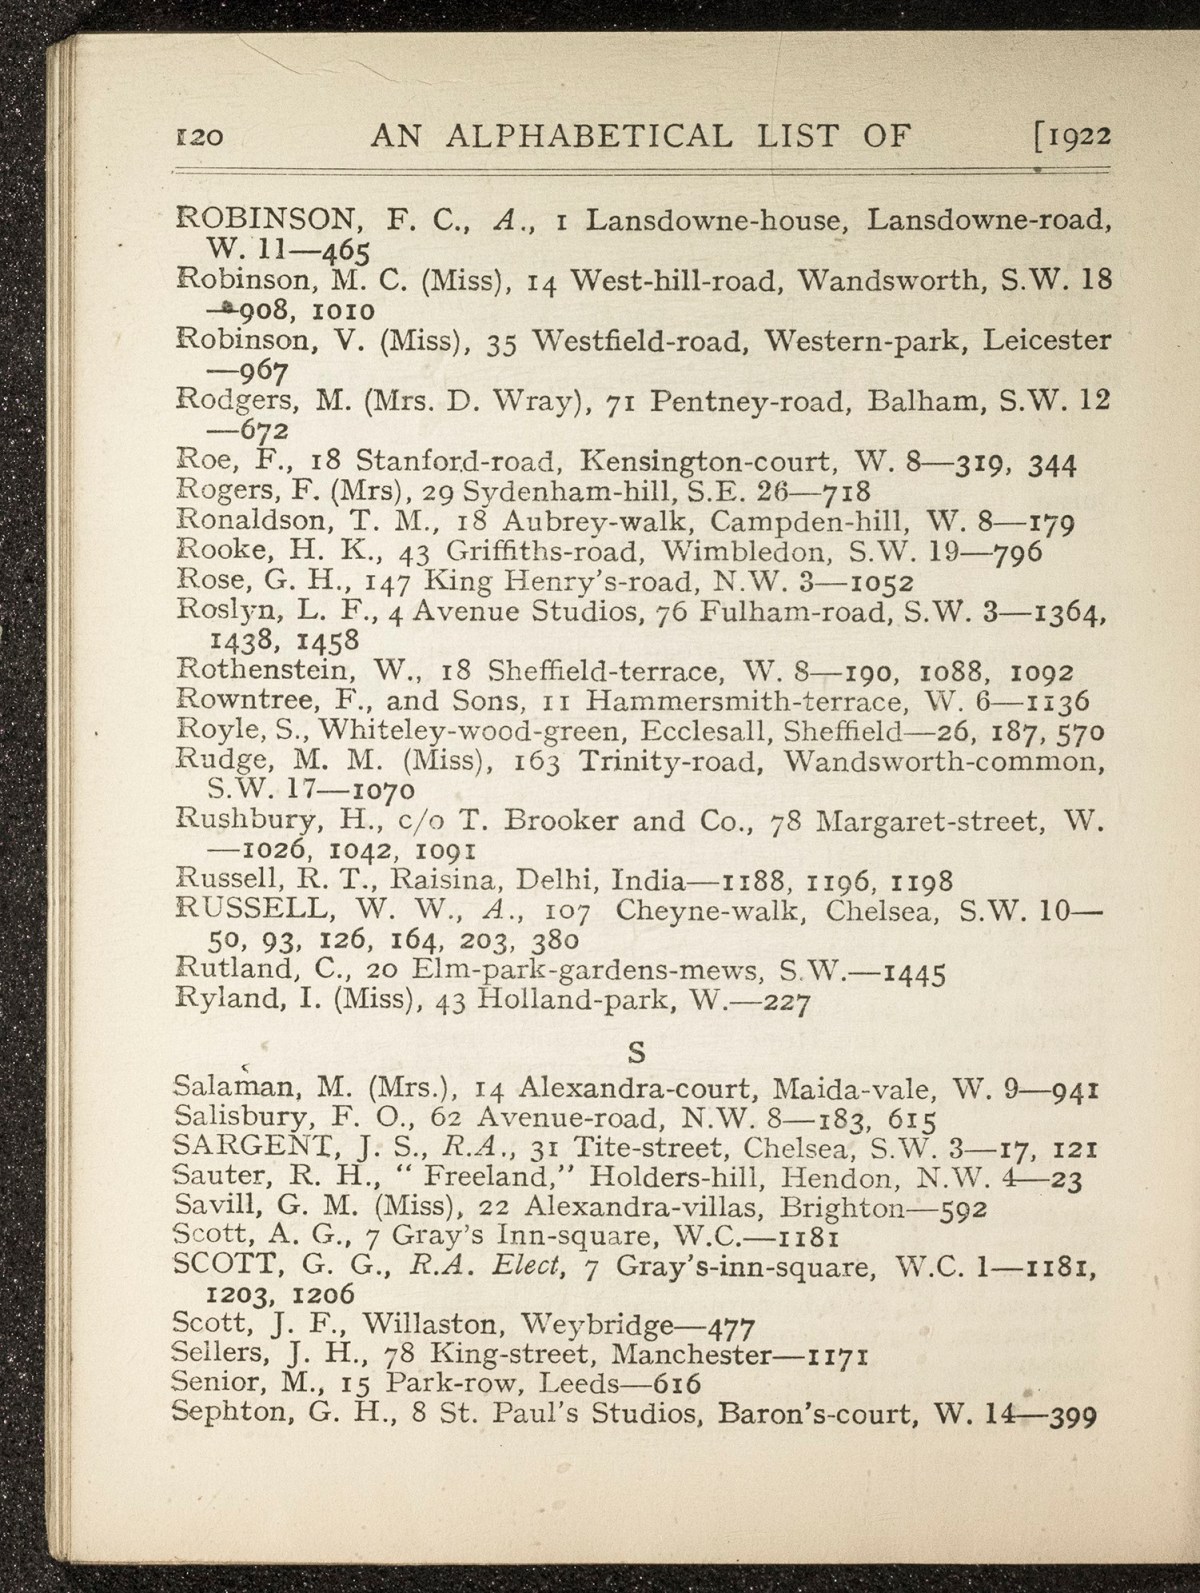 120 AN ALPHABETICAL LIST OF [1922
ROBINSON, F. C., A., 1 Lansdowne-house, Lansdowne-road,
W. 11—465
Robinson, M. C. (Miss), 14 West-hill-road, Wandsworth, S.W. 18
—908, 1010
Robinson, V. (Miss), 35 Westfield-road, Western-park, Leicester
—967
Rodgers, M. (Mrs. D. Wray), 71 Pentney-road, Balham, S.W. 12
—672
Roe, F., 18 Stanford-road, Kensington-court, W. 8—319, 344
Rogers, F. (Mrs), 29 Sydenham-hill, S.E. 26—718
Ronaldson, T. M., 18 Aubrey-walk, Campden-hill, W. 8—179
Rooke, H. K., 43 Griffiths-road, Wimbledon, S.W. 19—796
Rose, G. H., 147 King Henry's-road, N.W. 3—1052
Roslyn, L. F., 4 Avenue Studios, 76 Fulham-road, S.W. 3—1364,
1438, 1458
Rothenstein, W., 18 Sheffield-terrace, W. 8—190, 1088, 1092
Rowntree, F., and Sons, 11 Hammersmith-terrace, W. 6—1136
Royle, S., Whiteley-wood-green, Ecclesall, Sheffield—26, 187, 570
Rudge, M. M. (Miss), 163 Trinity-road, Wandsworth-common,
S.W. 17—1070
Rushbury, H., c/o T. Brooker and Co., 78 Margaret-street, W.
—1026, 1042, 1091
Russell, R. T., Raisina, Delhi, India—1188, 1196, 1198
RUSSELL, W. W., A., 107 Cheyne-walk, Chelsea, S.W. 10—
50, 93, 126, 164, 203, 380
Rutland, C., 20 Elm-park-gardens-mews, S.W.—1445
Ryland, I. (Miss), 43 Holland-park, W.—227
S
Salaman, M. (Mrs.), 14 Alexandra-court, Maida-vale, W. 9—941
Salisbury, F. O., 62 Avenue-road, N.W. 8—183, 615
SARGENT, J. S., R.A., 31 Tite-street, Chelsea, S.W. 3—17, 121
Sauter, R. H., “ Freeland,” Holders-hill, Hendon, N.W. 4—23
Savill, G. M. (Miss), 22 Alexandra-villas, Brighton—592
Scott, A. G., 7 Gray's Inn-square, W.C.—1181
SCOTT, G. G., R.A. Elect, 7 Gray's-inn-square, W.C. 1—1181,
1203, 1206
Scott, J. F., Willaston, Weybridge—477
Sellers, J. H., 78 King-street, Manchester—1171
Senior, M., 15 Park-row, Leeds—616
Sephton, G. H., 8 St. Paul's Studios, Baron's-court, W. 14—399